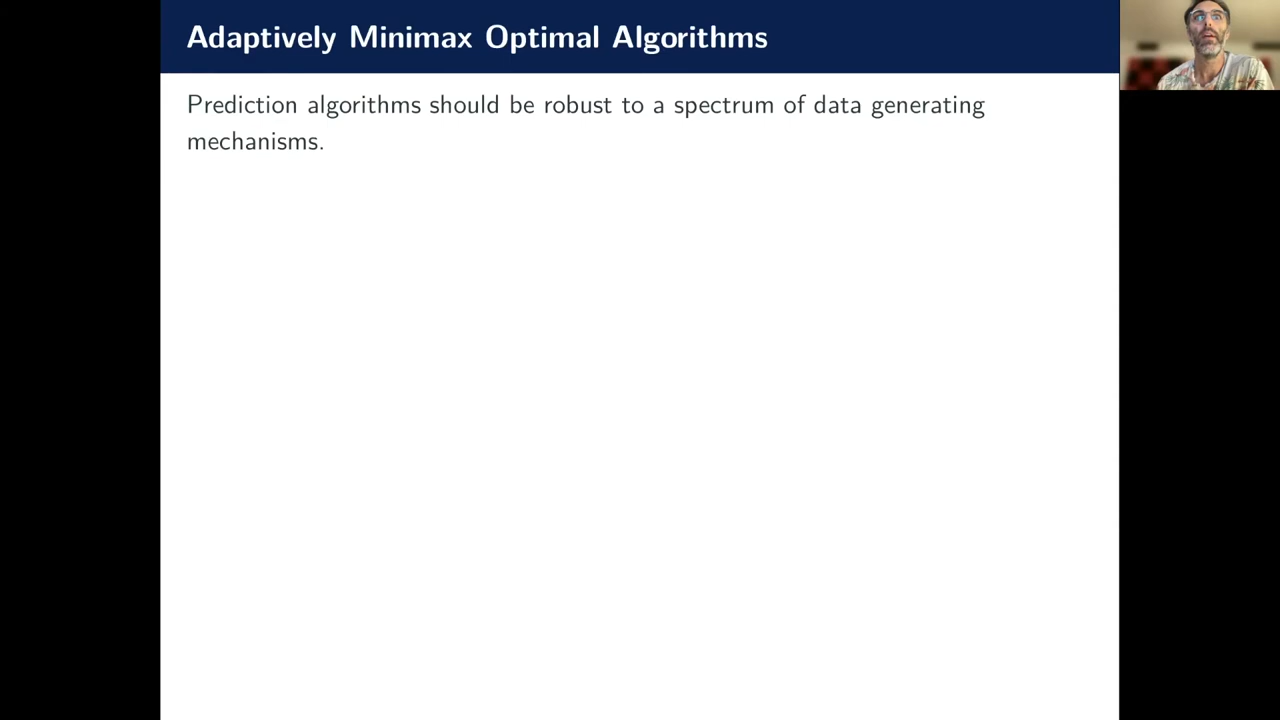 Adaptively Minimax Optimal Algorithms
Prediction algorithms should be robust to a spectrum of data generating
mechanisms.